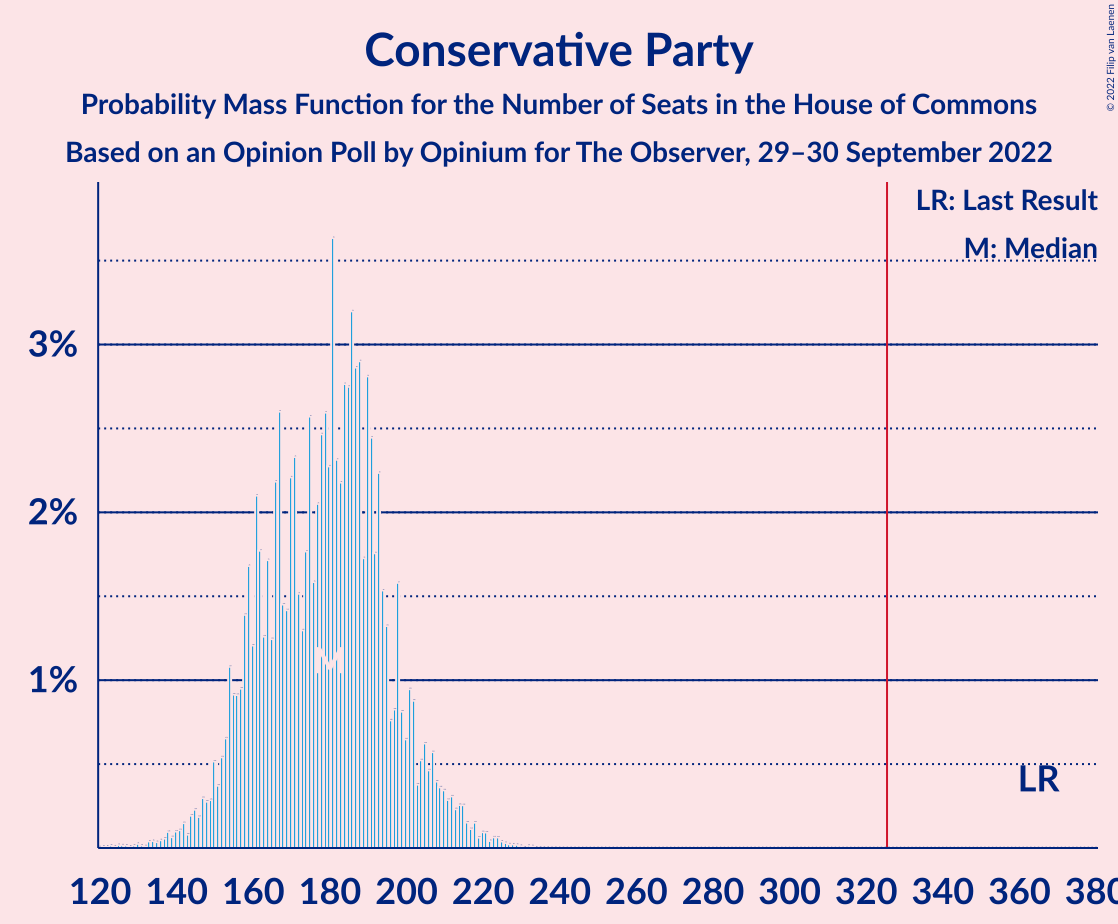 Conservative Party
Probability Mass Function for the Number of Seats in the House of Commons
Based on an Opinion Poll by Opinium for The Observer, 29–30 September 2022
© 2022 Filip van Laenen
LR: Last Result
M: Median
3%
2%
1%
M
LR
120 140 160 180 200 220 240 260 280 300 320 340 360 380